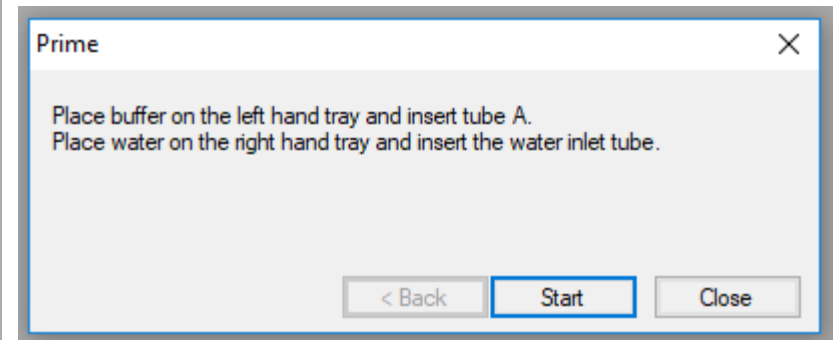 Prime
Place buffer on the left hand tray and insert tube A.
Place water on the right hand tray and insert the water inlet tube.
< Back Start Close